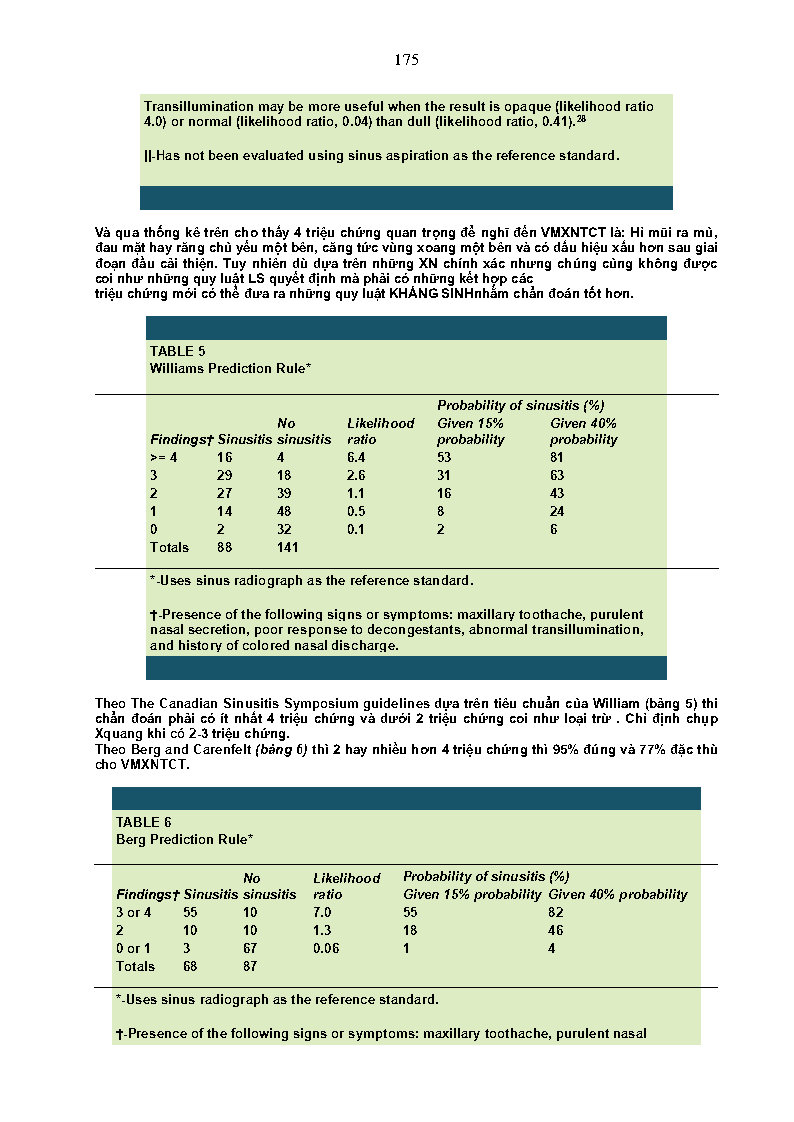 175
Transillumination may be more useful when the result is opaque (likelihood ratio
4.0) or normal (likelihood ratio, 0.04) than dull (likelihood ratio, 0.41).28
||-Has not been evaluated using sinus aspiration as the reference standard.
Và qua thống kê trên cho thấy 4 triệu chứng quan trọng để nghĩ đến VMXNTCT là: Hỉ mũi ra mủ,
đau mặt hay răng chủ yếu một bên, căng tức vùng xoang một bên và có dấu hiệu xấu hơn sau giai
đoạn đầu cải thiện. Tuy nhiên dù dựa trên những XN chính xác nhưng chúng cũng không được
coi như những quy luật LS quyết định mà phải có những kết hợp các
triệu chứng mới có thể đưa ra những quy luật KHÁNG SINHnhằm chẩn đoán tốt hơn.
TABLE 5
Williams Prediction Rule*
Probability of sinusitis (%)
No Likelihood Given 15% Given 40%
Findings† Sinusitis sinusitis ratio probability probability
>= 4 16 4 6.4 53 81
3 29 18 2.6 31 63
2 27 39 1.1 16 43
1 14 48 0.5 8 24
0 2 32 0.1 2 6
Totals 88 141
*-Uses sinus radiograph as the reference standard.
†-Presence of the following signs or symptoms: maxillary toothache, purulent
nasal secretion, poor response to decongestants, abnormal transillumination,
and history of colored nasal discharge.
Theo The Canadian Sinusitis Symposium guidelines dựa trên tiêu chuẩn của William (bảng 5) thì
chẩn đoán phải có ít nhất 4 triệu chứng và dưới 2 triệu chứng coi như loại trừ . Chỉ định chụp
Xquang khi có 2-3 triệu chứng.
Theo Berg and Carenfelt (bảng 6) thì 2 hay nhiều hơn 4 triệu chứng thì 95% đúng và 77% đặc thù
cho VMXNTCT.
TABLE 6
Berg Prediction Rule*
No Likelihood Probability of sinusitis (%)
Findings† Sinusitis sinusitis ratio Given 15% probability Given 40% probability
3 or 4 55 10 7.0 55 82
2 10 10 1.3 18 46
0 or 1 3 67 0.06 1 4
Totals 68 87
*-Uses sinus radiograph as the reference standard.
†-Presence of the following signs or symptoms: maxillary toothache, purulent nasal